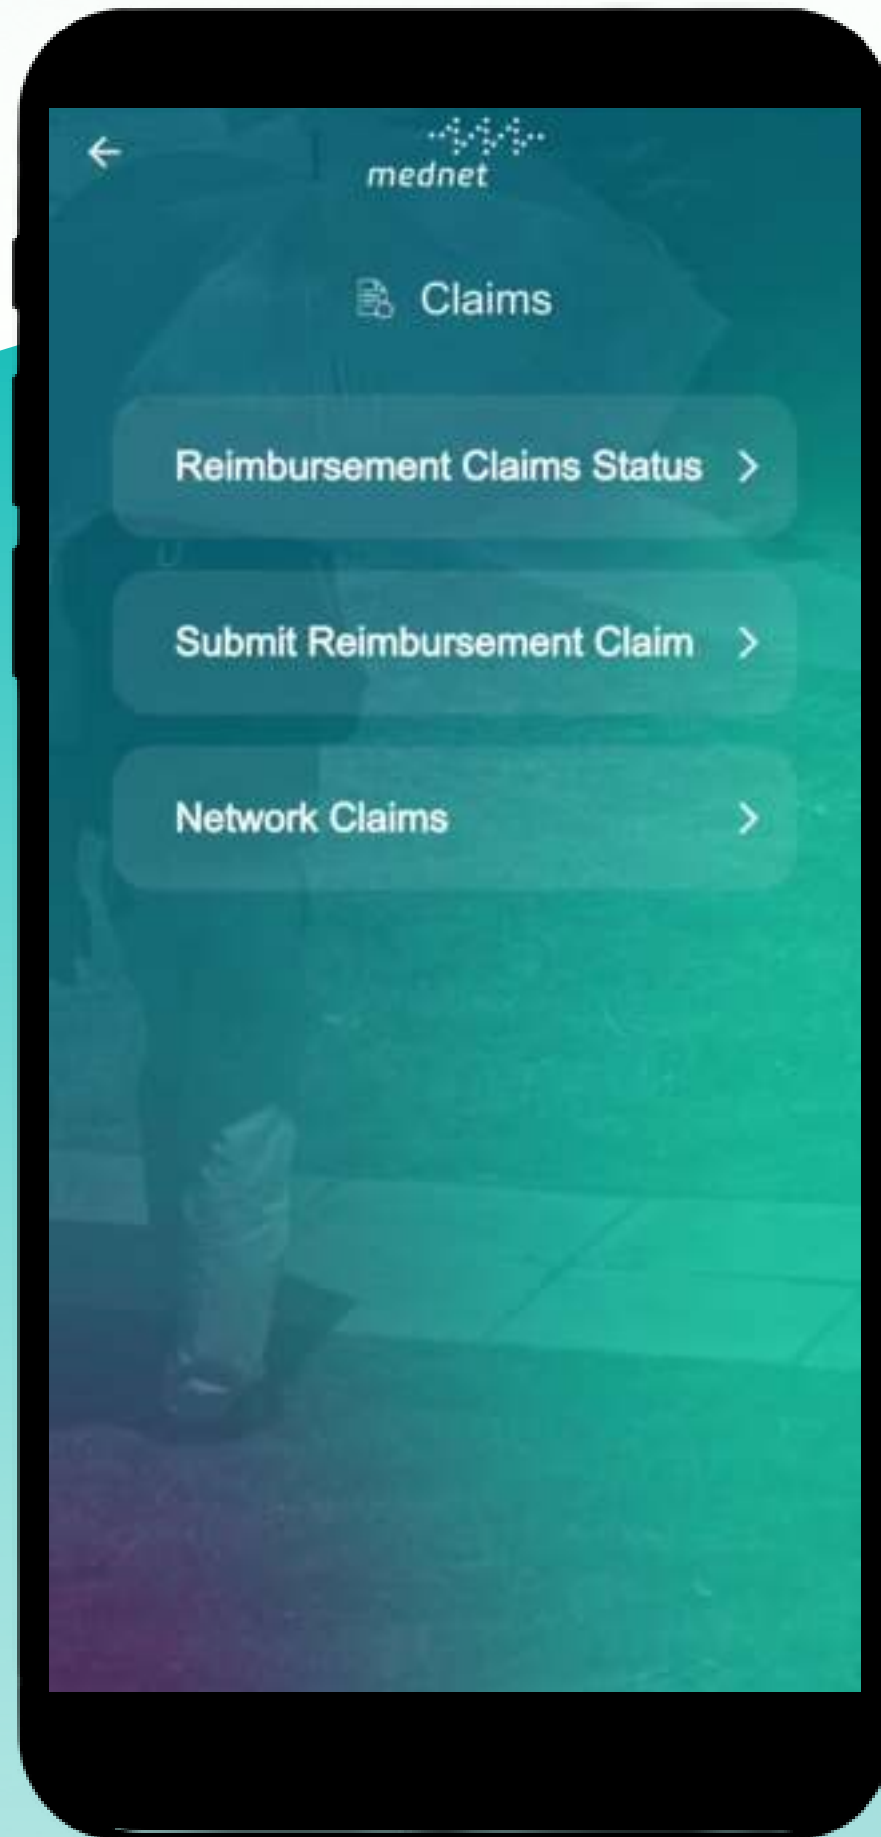 mednet
Claims
Reimbursement Claims Status
Submit Reimbursement Claim
Network Claims